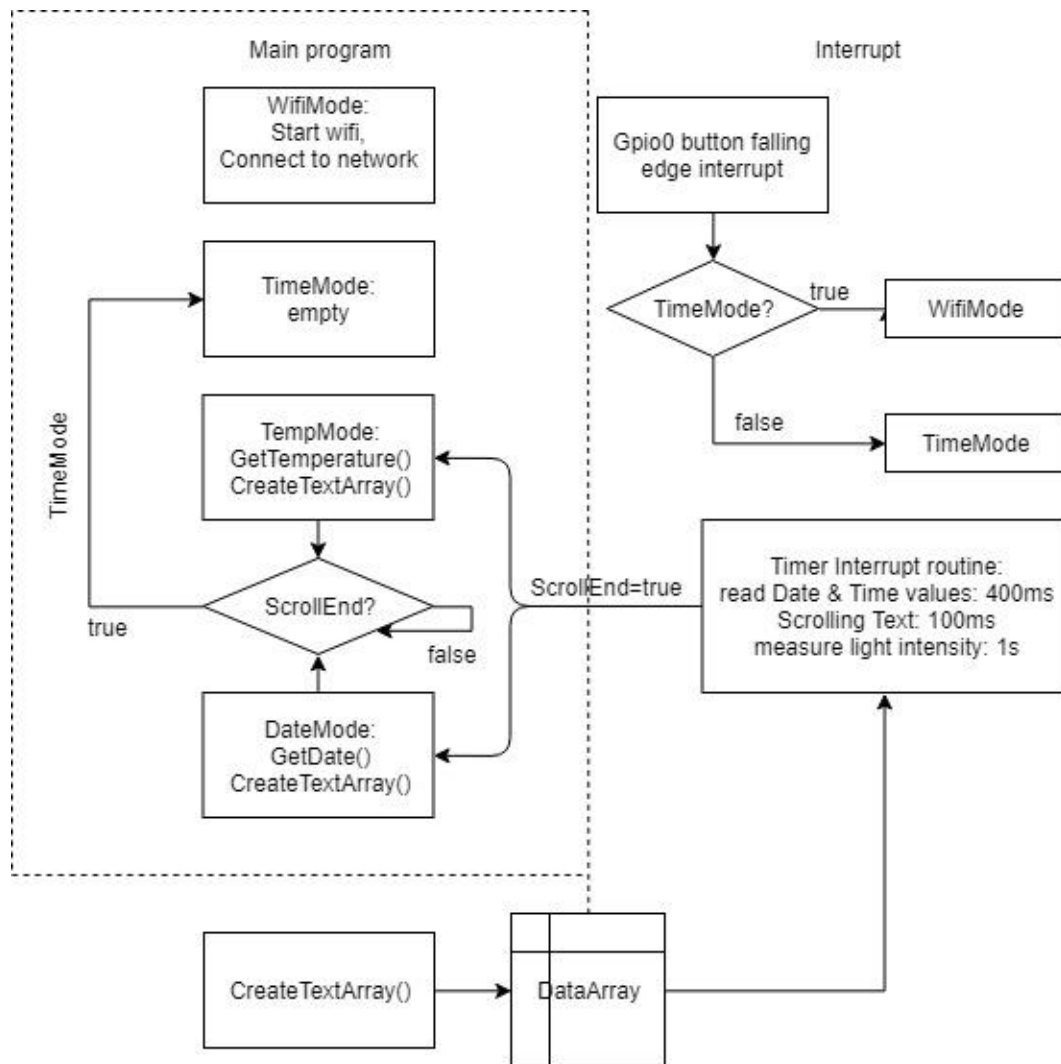 Main program
Interrupt
WifiMode:
Start wifi,
Connect to network
Gpio0 button falling
edge interrupt
TimeMode:
empty
TimeMode?
true
WifiMode
false
TimeMode
TimeMode
TempMode:
GetTemperature()
CreateTextArray()
ScrollEnd?
true
false
ScrollEnd=true
Timer Interrupt routine:
read Date & Time values: 400ms
Scrolling Text: 100ms
measure light intensity: 1s
DateMode:
GetDate()
CreateTextArray()
CreateTextArray()
DataArray